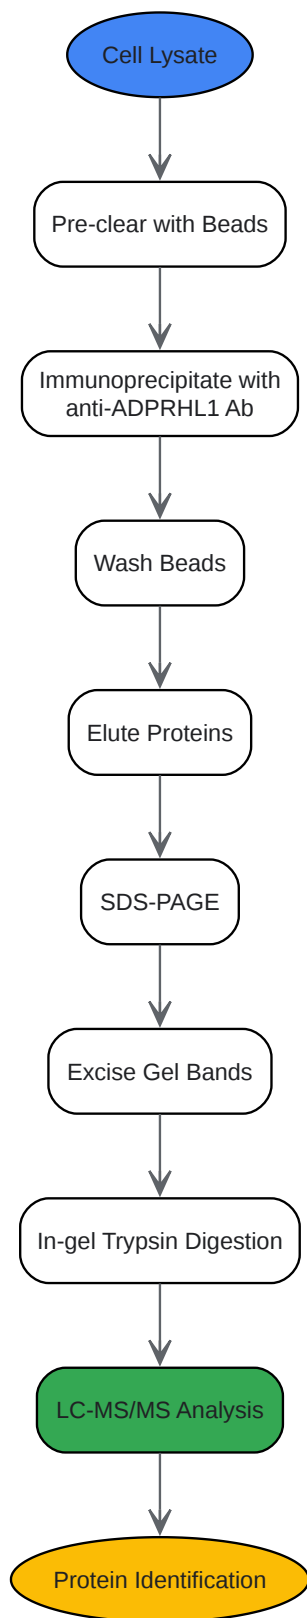 Cell Lysate
Pre-clear with Beads
Immunoprecipitate with
anti-ADPRHL1 Ab
Wash Beads
Elute Proteins
SDS-PAGE
Excise Gel Bands
In-gel Trypsin Digestion
LC-MS/MS Analysis
Protein Identification